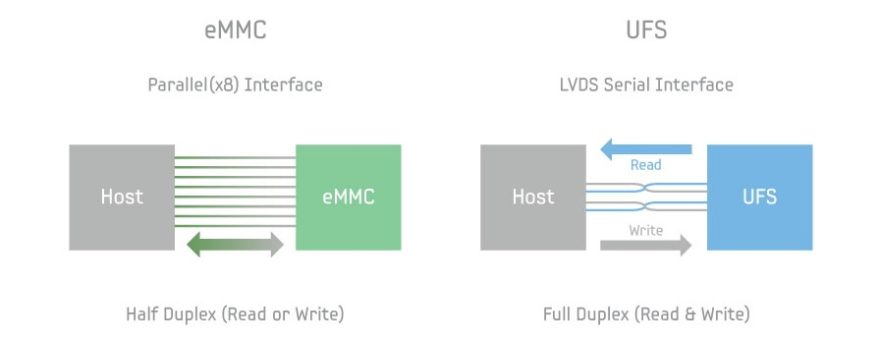 eMMC
Parallel(x8) Interface
Host
eMMC
Half Duplex (Read or Write)
UFS
LVDS Serial Interface
Host
Read
Write
UFS
Full Duplex (Read & Write)